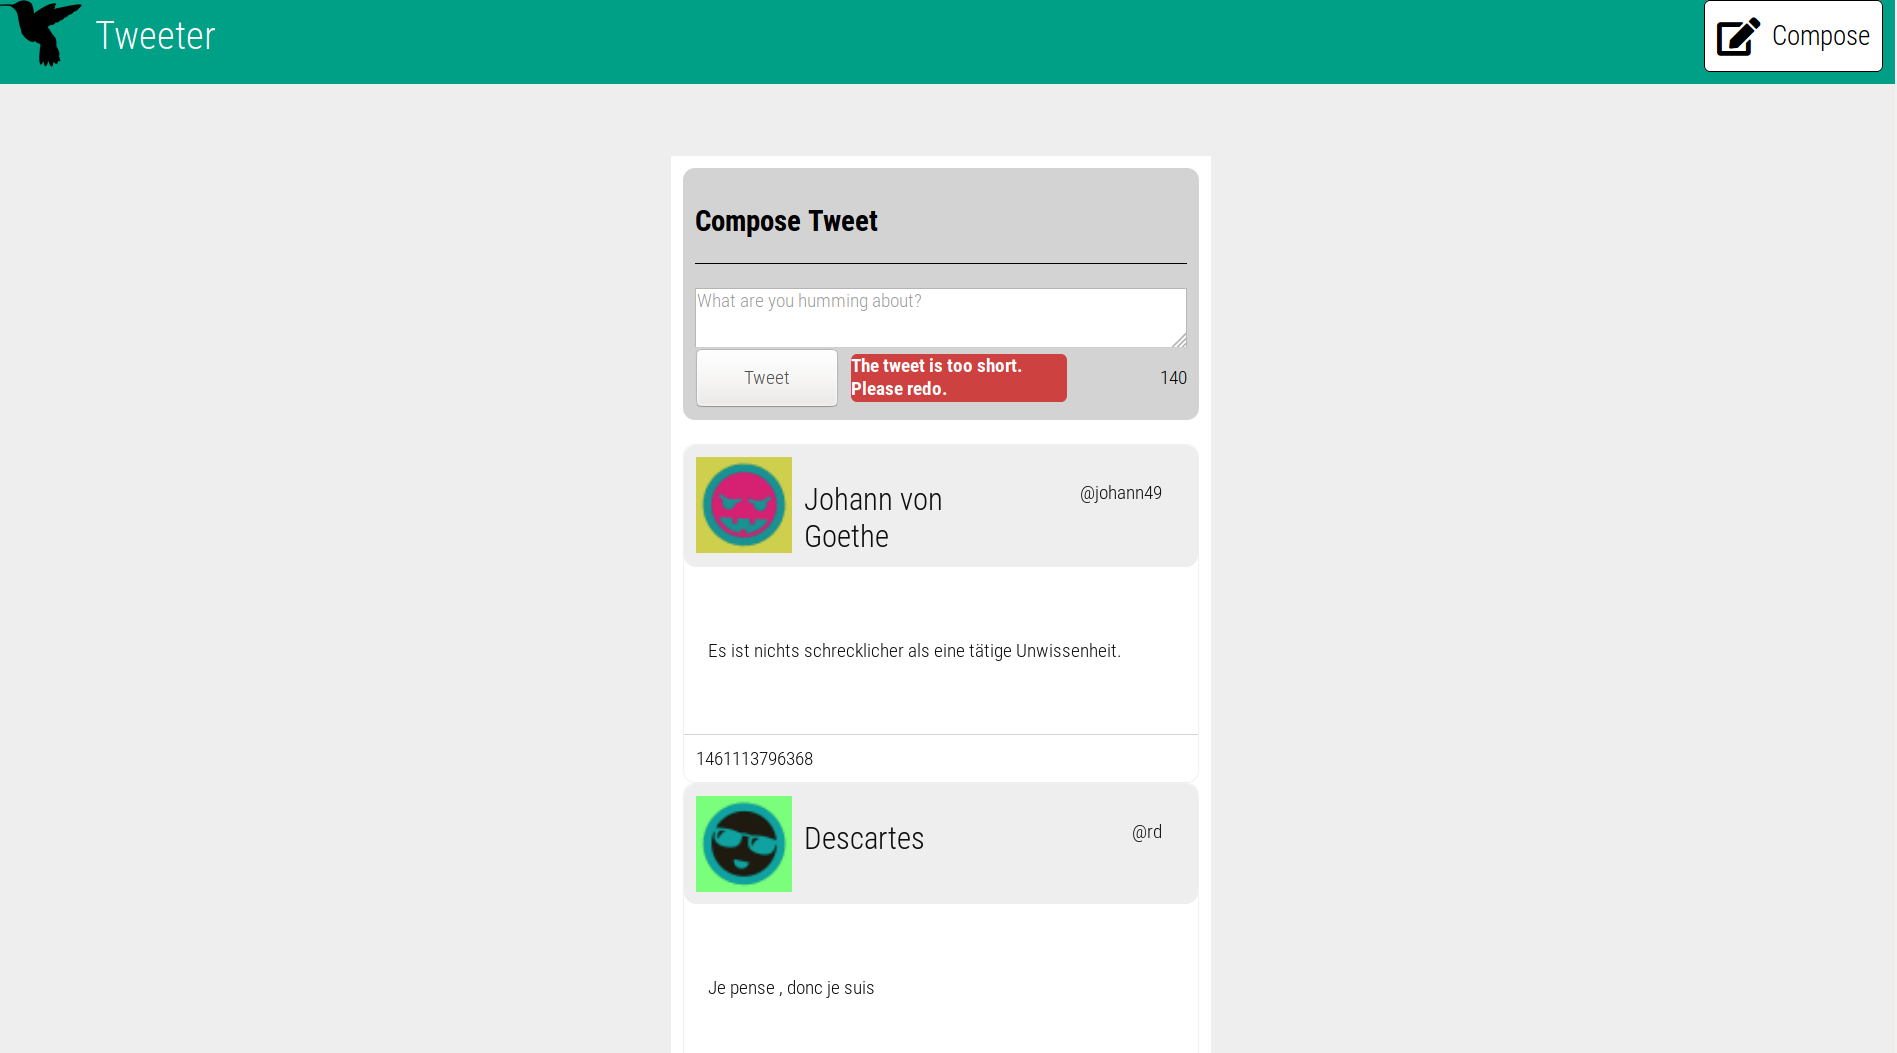 Tweeter
Compose
Compose Tweet
What are you humming about?
Tweet
The tweet is too short.
Please redo.
140
Johann von
Goethe
@johann49
Es ist nichts schrecklicher als eine tätige Unwissenheit.
1461113796368
Descartes
@rd
Je pense , donc je suis